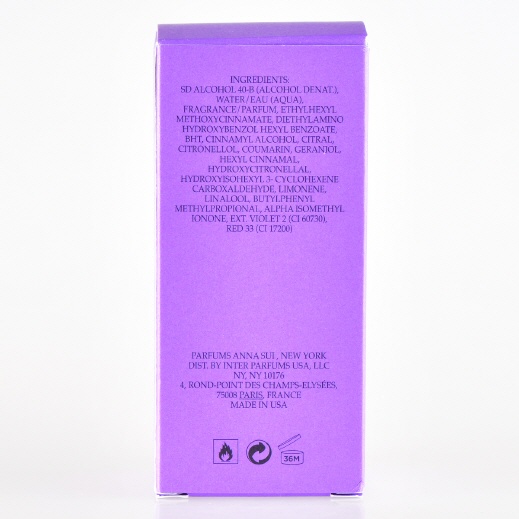 INGREDIENTS:
SD ALCOHOL 40-B (ALCOHOL DENAT.),
WATER/EAU (AQUA),
FRAGRANCE/PARFUM, ETHYLHEXYL
METHOXYCINNAMATE, DIETHYLAMINO
HYDROXYBENZOL HEXYL BENZOATE,
BHT, CINNAMYL ALCOHOL, CITRAL,
CITRONELLOL, COUMARIN, GERANIOL,
HEXYL CINNAMAL,
HYDROXYCITRONELLAL,
HYDROXYISOHEXYL 3- CYCLOHEXENE
CARBOXALDEHYDE, LIMONENE,
LINALOOL, BUTYLPHENYL
METHYLPROPIONAL, ALPHA ISOMETHYL
IONONE, EXT. VIOLET 2 (CI 60730),
RED 33 (CI 17200)
PARFUMS ANNA SUI, NEW YORK
DIST. BY INTER PARFUMS USA, LLC
NY, NY 10176
4, ROND-POINT DES CHAMPS-ELYSÉES,
75008 PARIS, FRANCE
MADE IN USA
36M